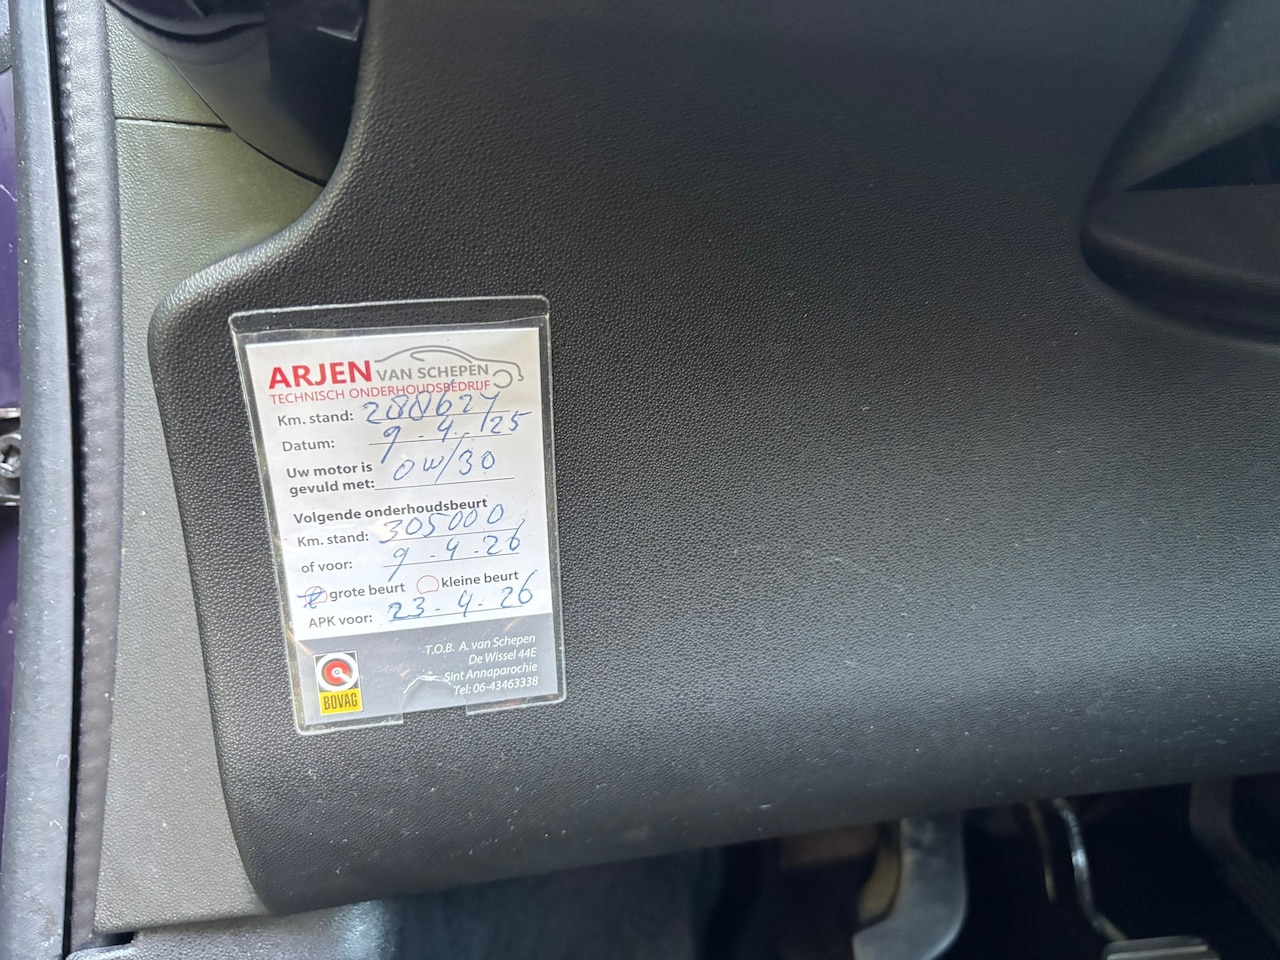 ARJEN VAN SCHEPEN
TECHNISCH ONDERHOUDSBEDRIJF
Km. stand:
Datum: 9-4-/25
Uw motor is
gevuld met: 0W/30
Volgende onderhoudsbeurt
Km. stand: 305000
of voor: 9-4-26
grote beurt kleine beurt
APK voor: 23-4-26
T.O.B. A. van Schepen
De Wissel 44E
Sint Annaparochie
Tel: 06-43463338
BOVAG